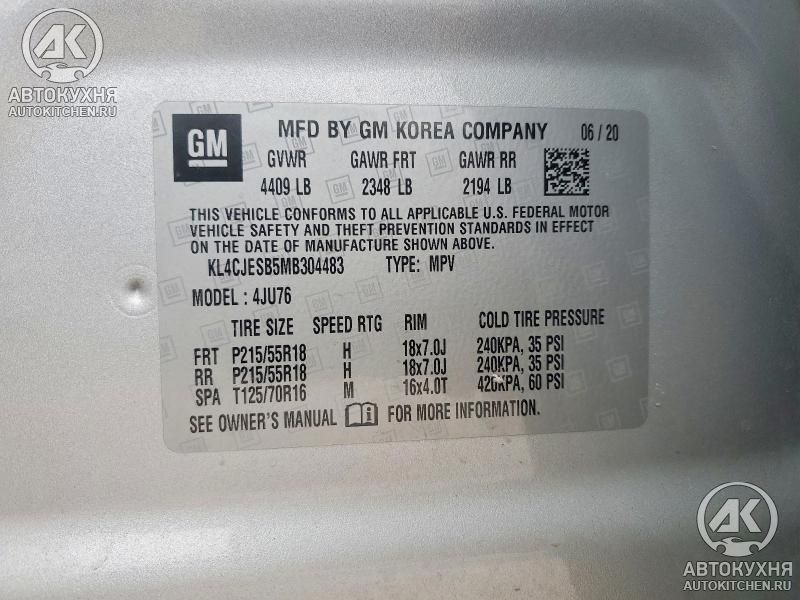 AK
АВТОКУХНЯ
AUTOKITCHEN.RU
GM MFD BY GM KOREA COMPANY 06 / 20
GVWR GAWR FRT GAWR RR
4409 LB 2348 LB 2194 LB
THIS VEHICLE CONFORMS TO ALL APPLICABLE U.S. FEDERAL MOTOR
VEHICLE SAFETY AND THEFT PREVENTION STANDARDS IN EFFECT
ON THE DATE OF MANUFACTURE SHOWN ABOVE.
KL4CJESB5MB304483 TYPE: MPV
MODEL : 4JU76
TIRE SIZE SPEED RTG RIM COLD TIRE PRESSURE
FRT P215/55R18 H 18x7.0J 240KPA, 35 PSI
RR P215/55R18 H 18x7.0J 240KPA, 35 PSI
SPA T125/70R16 M 16x4.0T 420KPA, 60 PSI
SEE OWNER'S MANUAL FOR MORE INFORMATION.
AK
АВТОКУХНЯ
AUTOKITCHEN.RU